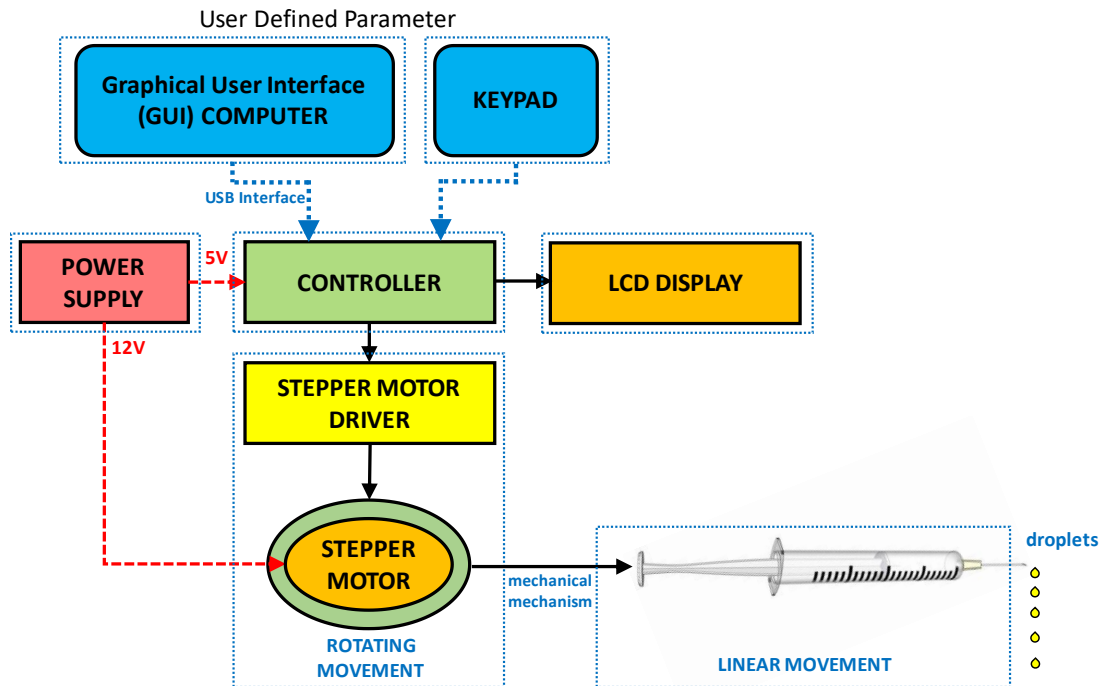 User Defined Parameter
Graphical User Interface
(GUI) COMPUTER
KEYPAD
USB Interface
POWER
SUPPLY
5V
CONTROLLER
LCD DISPLAY
12V
STEPPER MOTOR
DRIVER
STEPPER
MOTOR
mechanical
mechanism
droplets
ROTATING
MOVEMENT
LINEAR MOVEMENT